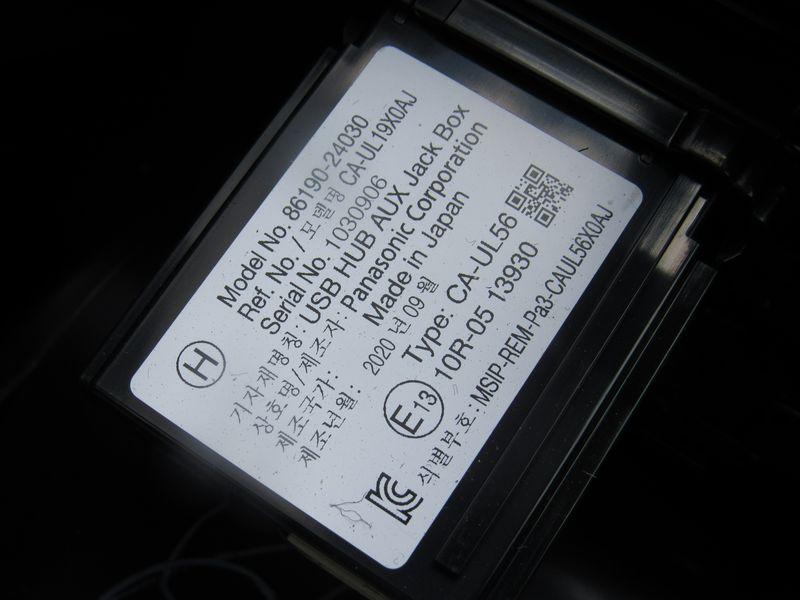 Model No. 86190-24030
Ref. No. / 모델명 CA-UL19X0AJ
Serial No. 1030906
기자재명칭: USB HUB AUX Jack Box
상호명/제조자: Panasonic Corporation
제조국가: Made in Japan
제조년월: 2020 년 09 월
H
Type: CA-UL56
E13 10R-05 13930
식별부호: MSIP-REM-Pa3-CAUL56X0AJ